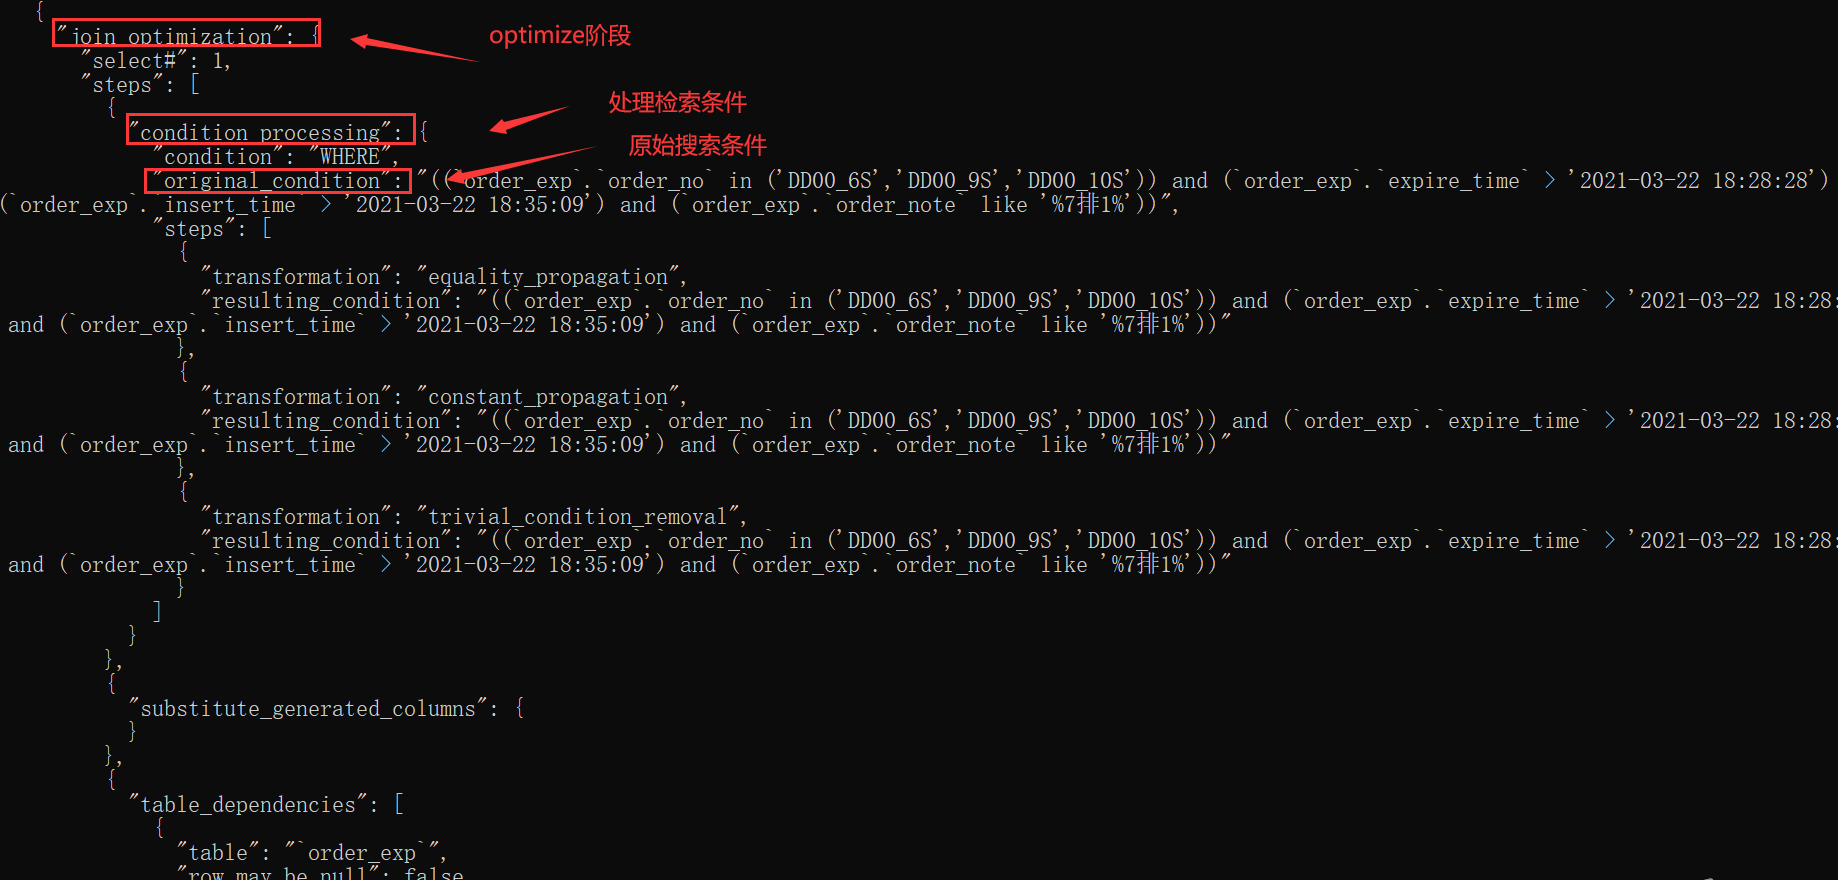 {
"join_optimization": {
optimize阶段
"select#": 1,
"steps": [
{
处理检索条件
"condition_processing": {
原始搜索条件
"condition": "WHERE",
"original_condition": "((`order_exp`.`order_no` in ('DD00_6S','DD00_9S','DD00_10S')) and (`order_exp`.`expire_time` > '2021-03-22 18:28:28')
(`order_exp`.`insert_time` > '2021-03-22 18:35:09') and (`order_exp`.`order_note` like '%7排1%'))",
"steps": [
{
"transformation": "equality_propagation",
"resulting_condition": "((`order_exp`.`order_no` in ('DD00_6S','DD00_9S','DD00_10S')) and (`order_exp`.`expire_time` > '2021-03-22 18:28:
and (`order_exp`.`insert_time` > '2021-03-22 18:35:09') and (`order_exp`.`order_note` like '%7排1%'))"
},
{
"transformation": "constant_propagation",
"resulting_condition": "((`order_exp`.`order_no` in ('DD00_6S','DD00_9S','DD00_10S')) and (`order_exp`.`expire_time` > '2021-03-22 18:28:
and (`order_exp`.`insert_time` > '2021-03-22 18:35:09') and (`order_exp`.`order_note` like '%7排1%'))"
},
{
"transformation": "trivial_condition_removal",
"resulting_condition": "((`order_exp`.`order_no` in ('DD00_6S','DD00_9S','DD00_10S')) and (`order_exp`.`expire_time` > '2021-03-22 18:28:
and (`order_exp`.`insert_time` > '2021-03-22 18:35:09') and (`order_exp`.`order_note` like '%7排1%'))"
}
]
}
},
{
"substitute_generated_columns": {
}
},
{
"table_dependencies": [
{
"table": "`order_exp`",
"row_may_be_null": false